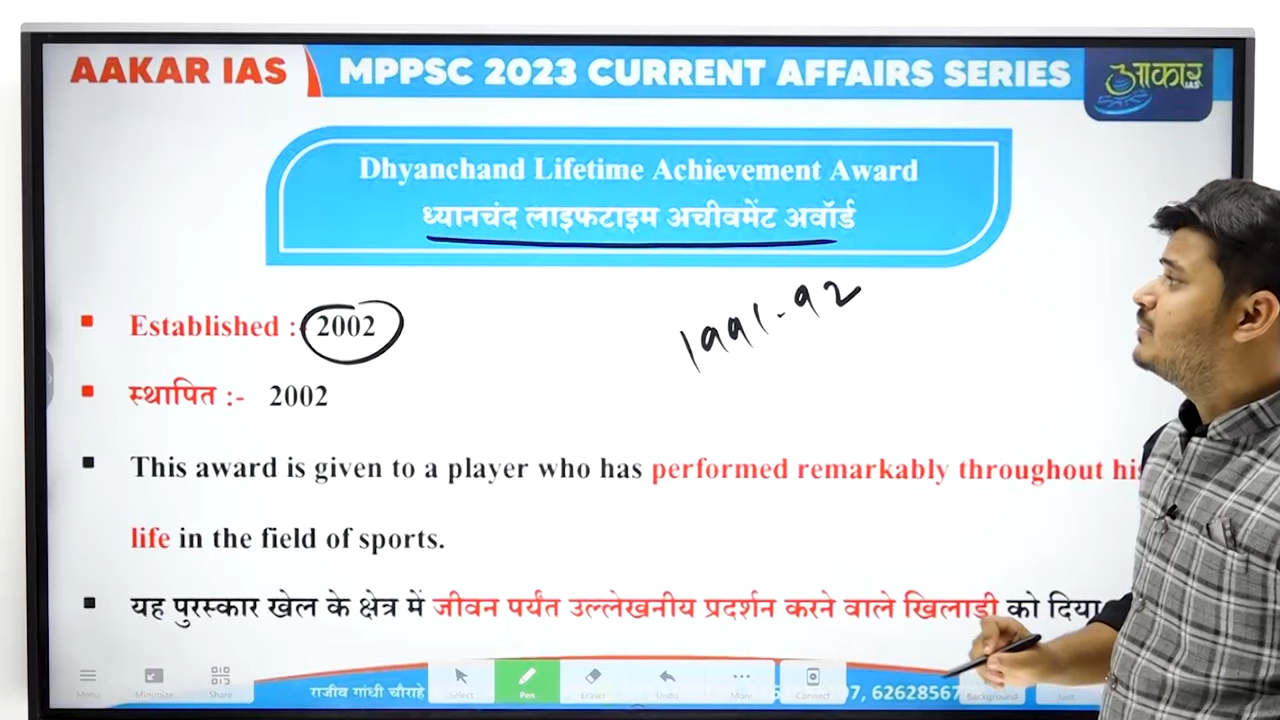 AAKAR IAS MPPSC 2023 CURRENT AFFAIRS SERIES आकार IAS
Dhyanchand Lifetime Achievement Award
ध्यानचंद लाइफटाइम अचीवमेंट अवॉर्ड
Established :- 2002
1991-92
स्थापित :- 2002
This award is given to a player who has performed remarkably throughout his
life in the field of sports.
यह पुरस्कार खेल के क्षेत्र में जीवन पर्यंत उल्लेखनीय प्रदर्शन करने वाले खिलाड़ी को दिया
Menu Minimize Share Select Pen Eraser Undo More Connect Background Last
राजीव गांधी चौराहे 62628567